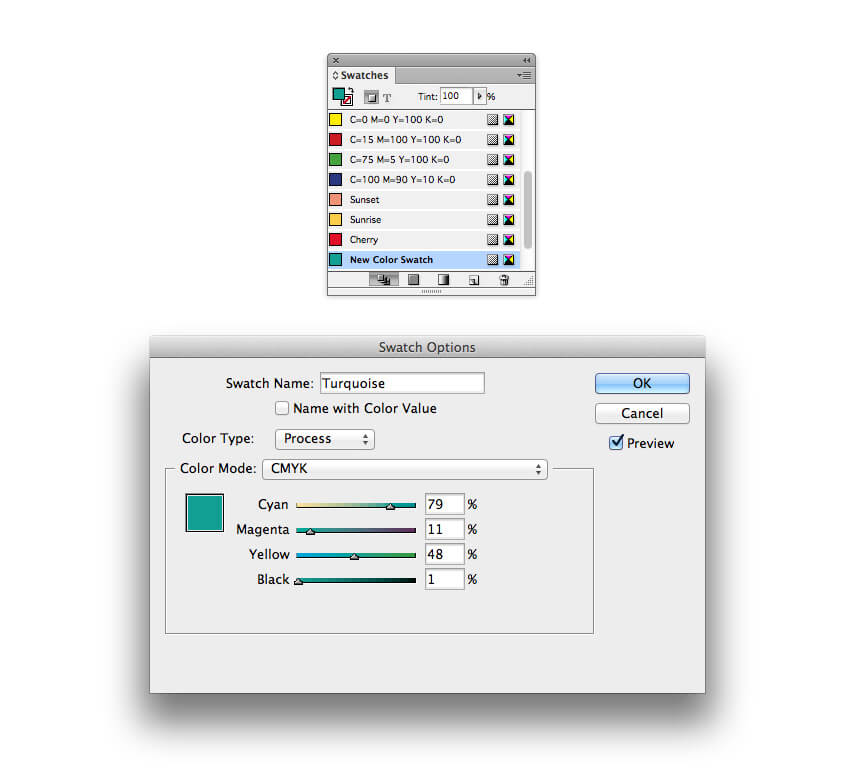 Swatches
T Tint: 100 %
C=0 M=0 Y=100 K=0
C=15 M=100 Y=100 K=0
C=75 M=5 Y=100 K=0
C=100 M=90 Y=10 K=0
Sunset
Sunrise
Cherry
New Color Swatch
Swatch Options
Swatch Name: Turquoise
OK
Name with Color Value
Cancel
Color Type: Process
Preview
Color Mode: CMYK
Cyan 79 %
Magenta 11 %
Yellow 48 %
Black 1 %